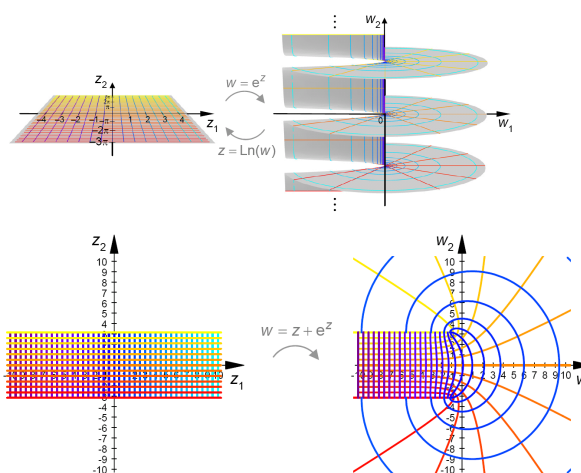 ⋮
w₂
z₂
w = eᶻ
-4 -3 -2 -1 1 2 3 4
z₁
-π
-2π
-3π
0
w₁
z = Ln(w)
⋮
z₂
w₂
10
9
8
7
6
5
4
3
2
1
10
9
8
7
6
5
4
3
2
1
w = z + eᶻ
z₁
1 2 3 4 5 6 7 8 9 10
-1
-2
-3
-4
-5
-6
-7
-8
-9
-10
-1
-2
-3
-4
-5
-6
-7
-8
-9
-10